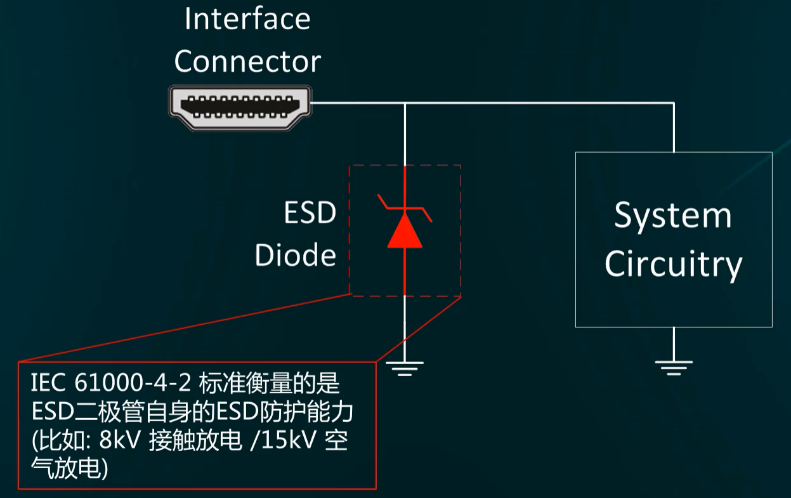 Interface
Connector
ESD
Diode
System
Circuitry
IEC 61000-4-2 标准衡量的是
ESD二极管自身的ESD防护能力
(比如: 8kV 接触放电 /15kV 空
气放电)